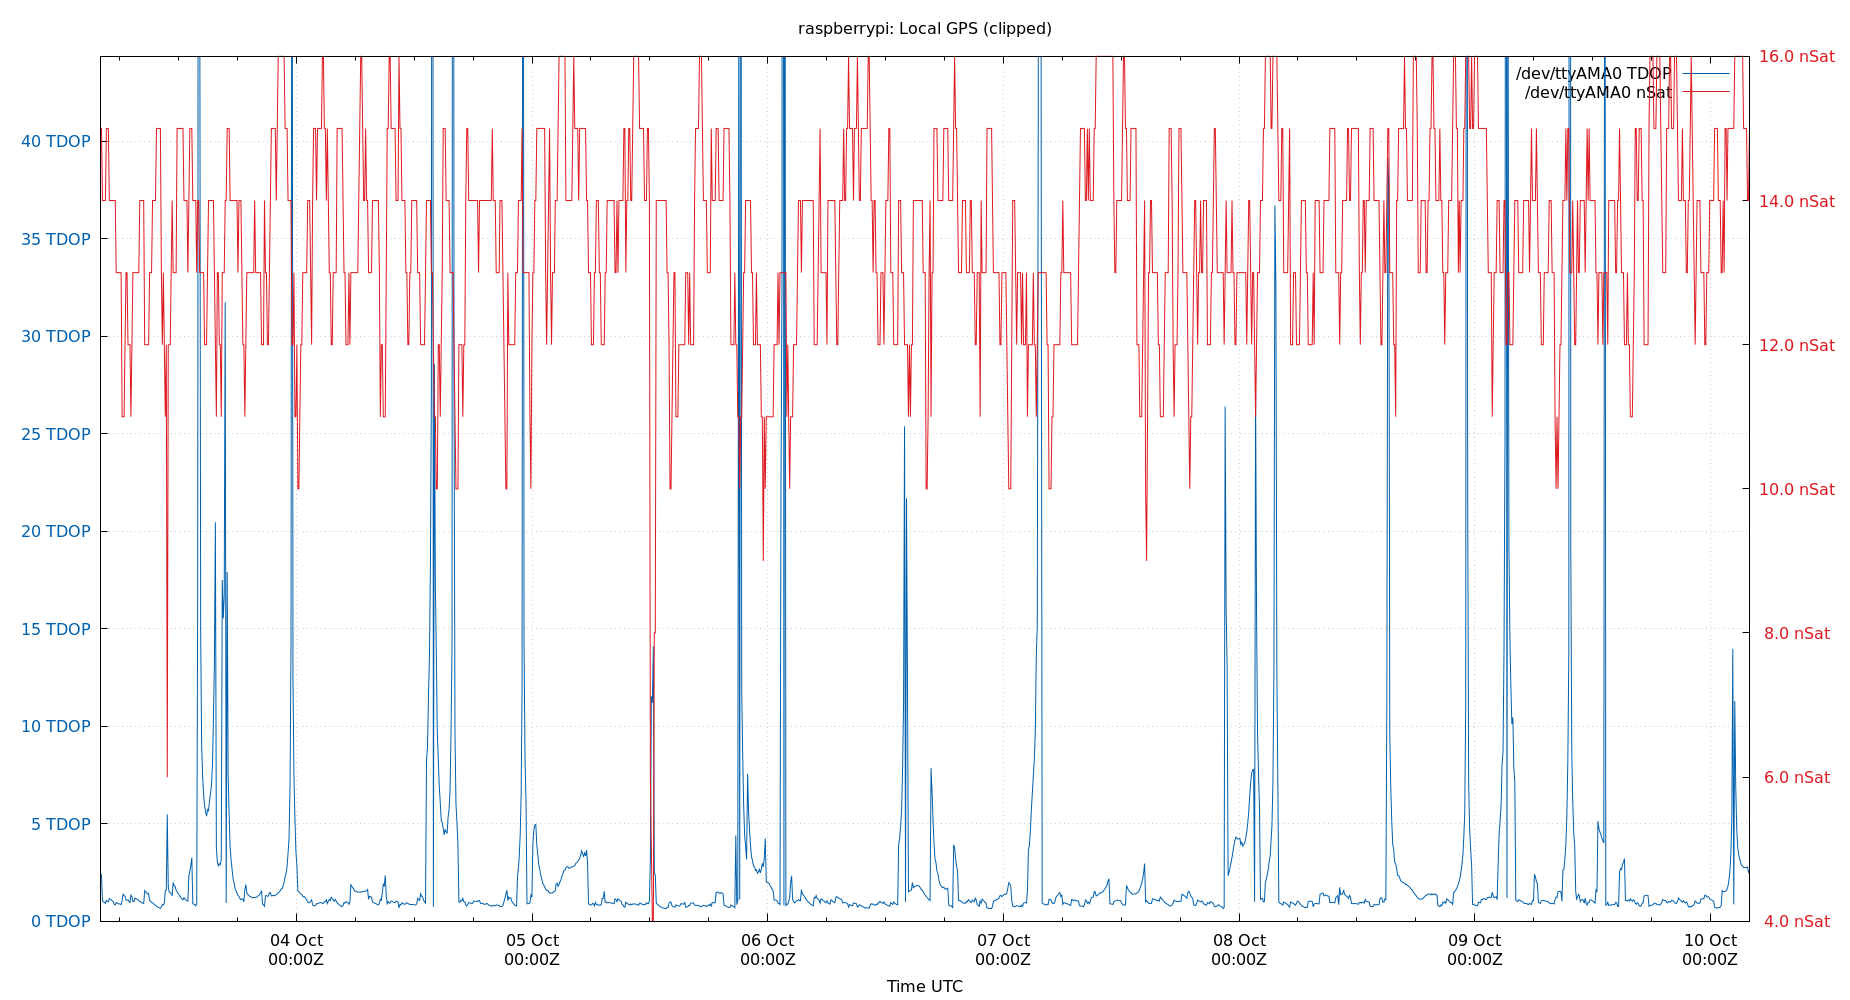 raspberrypi: Local GPS (clipped)
16.0 nSat
/dev/ttyAMA0 TDOP
/dev/ttyAMA0 nSat
40 TDOP
14.0 nSat
35 TDOP
30 TDOP
12.0 nSat
25 TDOP
10.0 nSat
20 TDOP
15 TDOP
8.0 nSat
10 TDOP
6.0 nSat
5 TDOP
0 TDOP
4.0 nSat
04 Oct
00:00Z
05 Oct
00:00Z
06 Oct
00:00Z
07 Oct
00:00Z
08 Oct
00:00Z
09 Oct
00:00Z
10 Oct
00:00Z
Time UTC